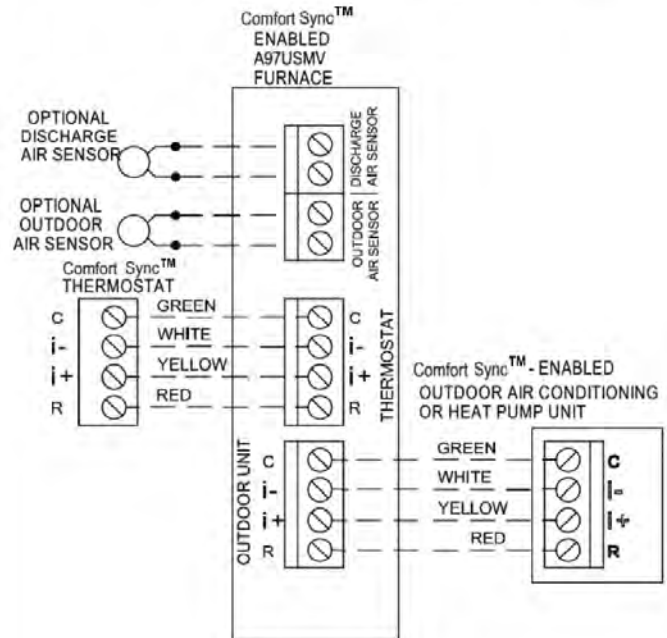 Comfort Sync™
ENABLED
A97USMV
FURNACE
OPTIONAL
DISCHARGE
AIR SENSOR
DISCHARGE
AIR SENSOR
OPTIONAL
OUTDOOR
AIR SENSOR
OUTDOOR
AIR SENSOR
Comfort Sync™
THERMOSTAT
C
i-
i+
R
GREEN
WHITE
YELLOW
RED
C
i-
i+
R
THERMOSTAT
Comfort Sync™- ENABLED
OUTDOOR AIR CONDITIONING
OR HEAT PUMP UNIT
OUTDOOR UNIT
C
i-
i+
R
GREEN
WHITE
YELLOW
RED
C
i-
i+
R